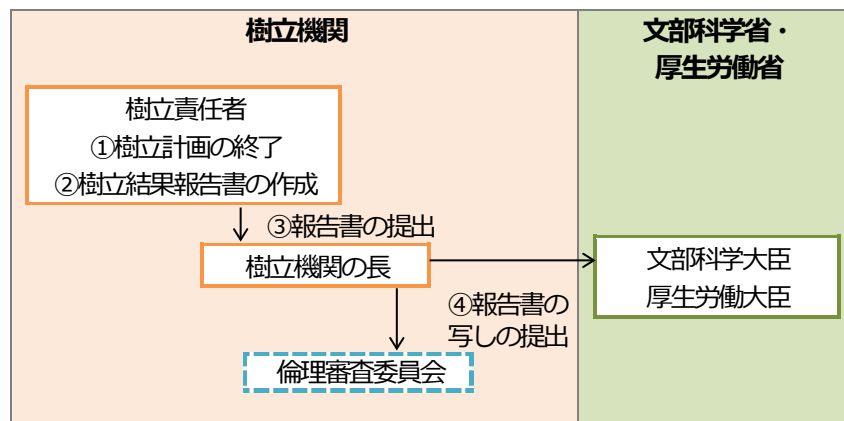 樹立機関
文部科学省・
厚生労働省
樹立責任者
①樹立計画の終了
②樹立結果報告書の作成
③報告書の提出
樹立機関の長
文部科学大臣
厚生労働大臣
④報告書の
写しの提出
倫理審査委員会